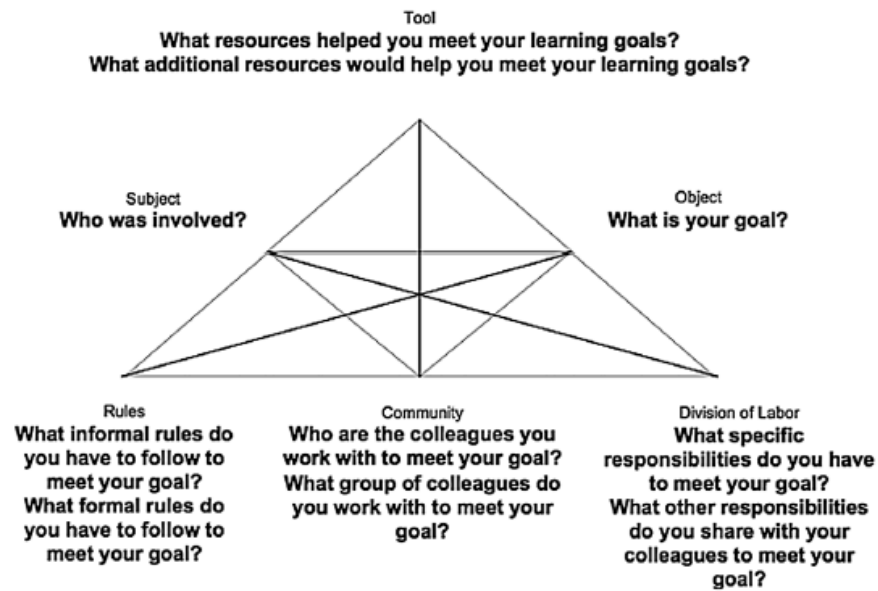 Tool
What resources helped you meet your learning goals?
What additional resources would help you meet your learning goals?
Subject
Who was involved?
Object
What is your goal?
Rules
What informal rules do
you have to follow to
meet your goal?
What formal rules do
you have to follow to
meet your goal?
Community
Who are the colleagues you
work with to meet your goal?
What group of colleagues do
you work with to meet your
goal?
Division of Labor
What specific
responsibilities do you have
to meet your goal?
What other responsibilities
do you share with your
colleagues to meet your
goal?